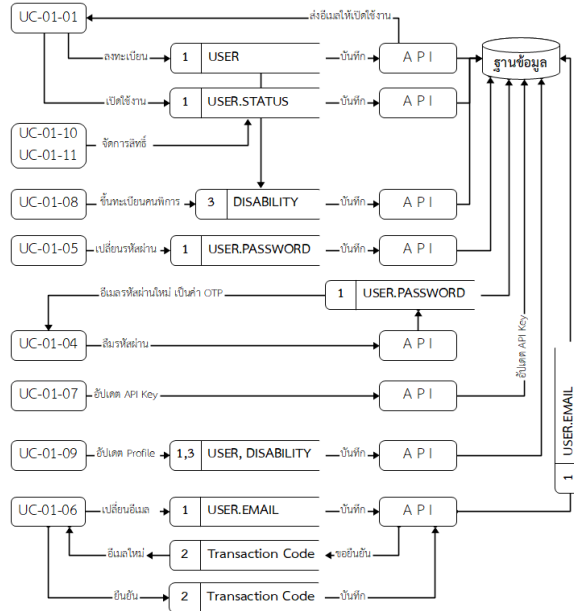 ส่งอีเมลให้เปิดใช้งาน
UC-01-01
ลงทะเบียน
1 USER
บันทึก
A P I
ฐานข้อมูล
เปิดใช้งาน
1 USER.STATUS
บันทึก
A P I
UC-01-10
UC-01-11
จัดการสิทธิ์
UC-01-08
ขึ้นทะเบียนคนพิการ
3 DISABILITY
บันทึก
A P I
UC-01-05
เปลี่ยนรหัสผ่าน
1 USER.PASSWORD
บันทึก
A P I
อีเมลรหัสผ่านใหม่ เป็นค่า OTP
1 USER.PASSWORD
UC-01-04
ลืมรหัสผ่าน
A P I
อัปเดต API Key
UC-01-07
อัปเดต API Key
A P I
1 USER.EMAIL
UC-01-09
อัปเดต Profile
1,3 USER, DISABILITY
บันทึก
A P I
UC-01-06
เปลี่ยนอีเมล
1 USER.EMAIL
บันทึก
A P I
อีเมลใหม่
2 Transaction Code
ขอยืนยัน
ยืนยัน
2 Transaction Code
บันทึก